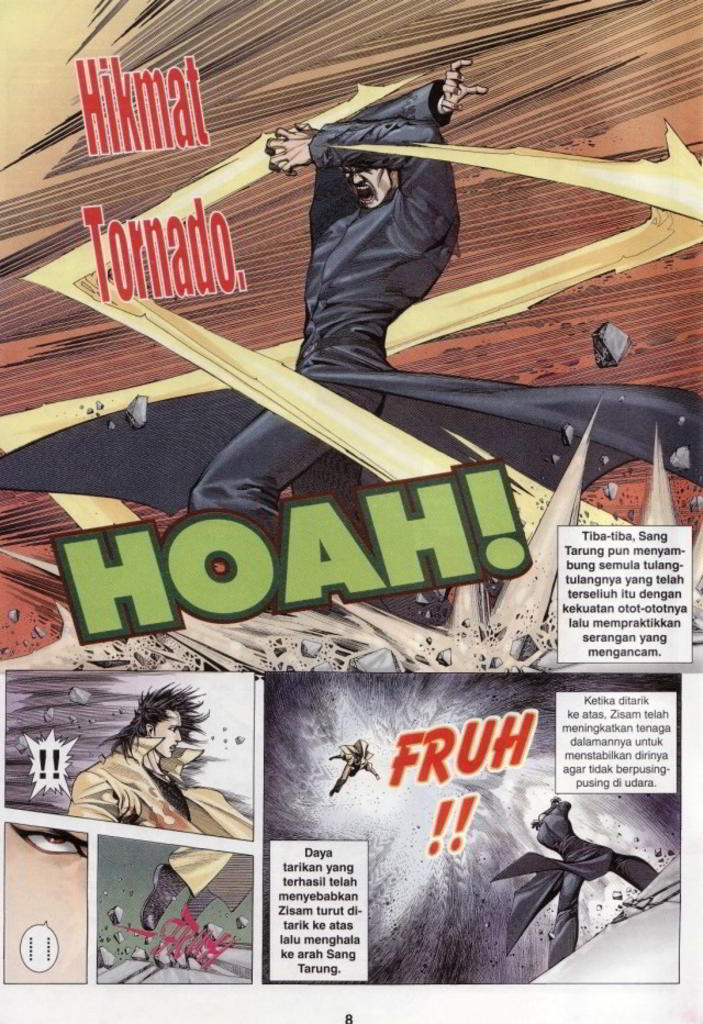 Hikmat
Tornado.
HOAH!
Tiba-tiba, Sang
Tarung pun menyam-
bung semula tulang-
tulangnya yang telah
terseliuh itu dengan
kekuatan otot-ototnya
lalu mempraktikkan
serangan yang
mengancam.
!!
Ketika ditarik
ke atas, Zisam telah
meningkatkan tenaga
dalamannya untuk
menstabilkan dirinya
agar tidak berpusing-
pusing di udara.
FRUH
!!
Daya
tarikan yang
terhasil telah
menyebabkan
Zisam turut di-
tarik ke atas
lalu menghala
ke arah Sang
Tarung.
8